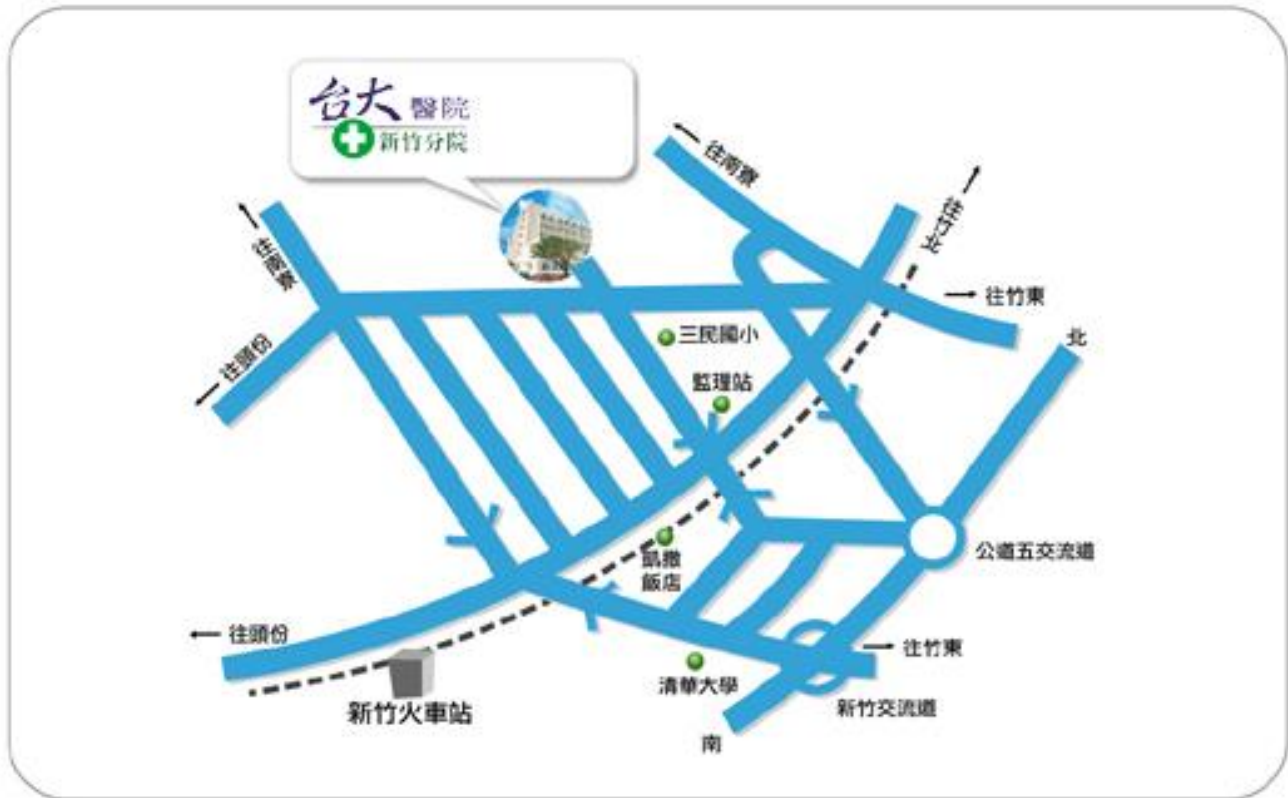 台大醫院
新竹分院
往南寮
往竹北
往南寮
往竹東
往頭份
三民國小
北
監理站
凱撒
飯店
公道五交流道
往頭份
往竹東
清華大學
新竹火車站
新竹交流道
南